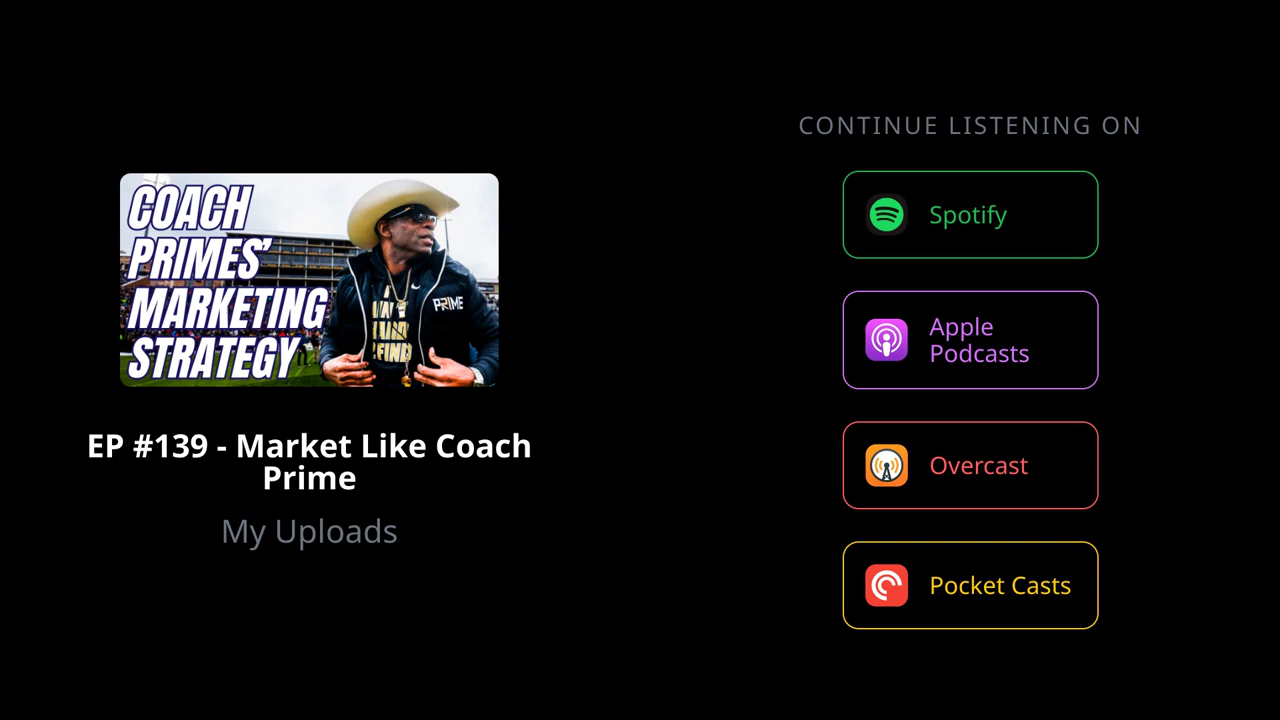 COACH
PRIMES'
MARKETING
STRATEGY
PRIME
EP #139 - Market Like Coach
Prime
My Uploads
CONTINUE LISTENING ON
Spotify
Apple
Podcasts
Overcast
Pocket Casts